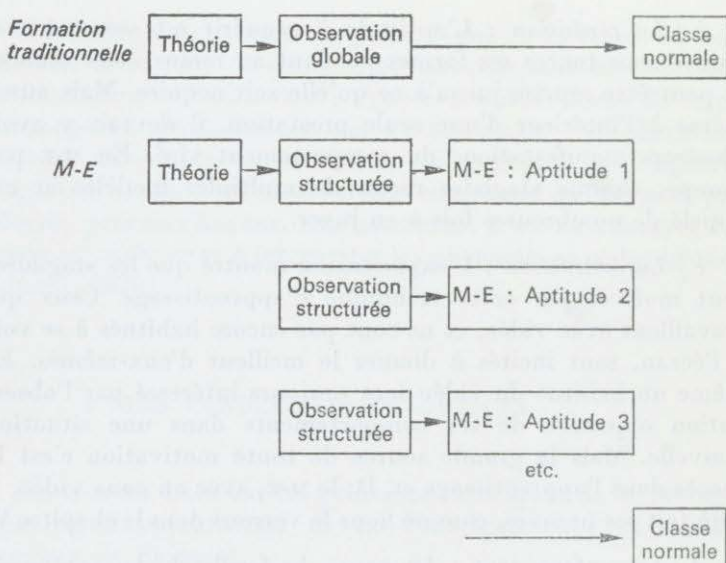 Formation traditionnelle
Théorie
Observation globale
Classe normale
M-E
Théorie
Observation structurée
M-E : Aptitude 1
Observation structurée
M-E : Aptitude 2
Observation structurée
M-E : Aptitude 3
etc.
Classe normale